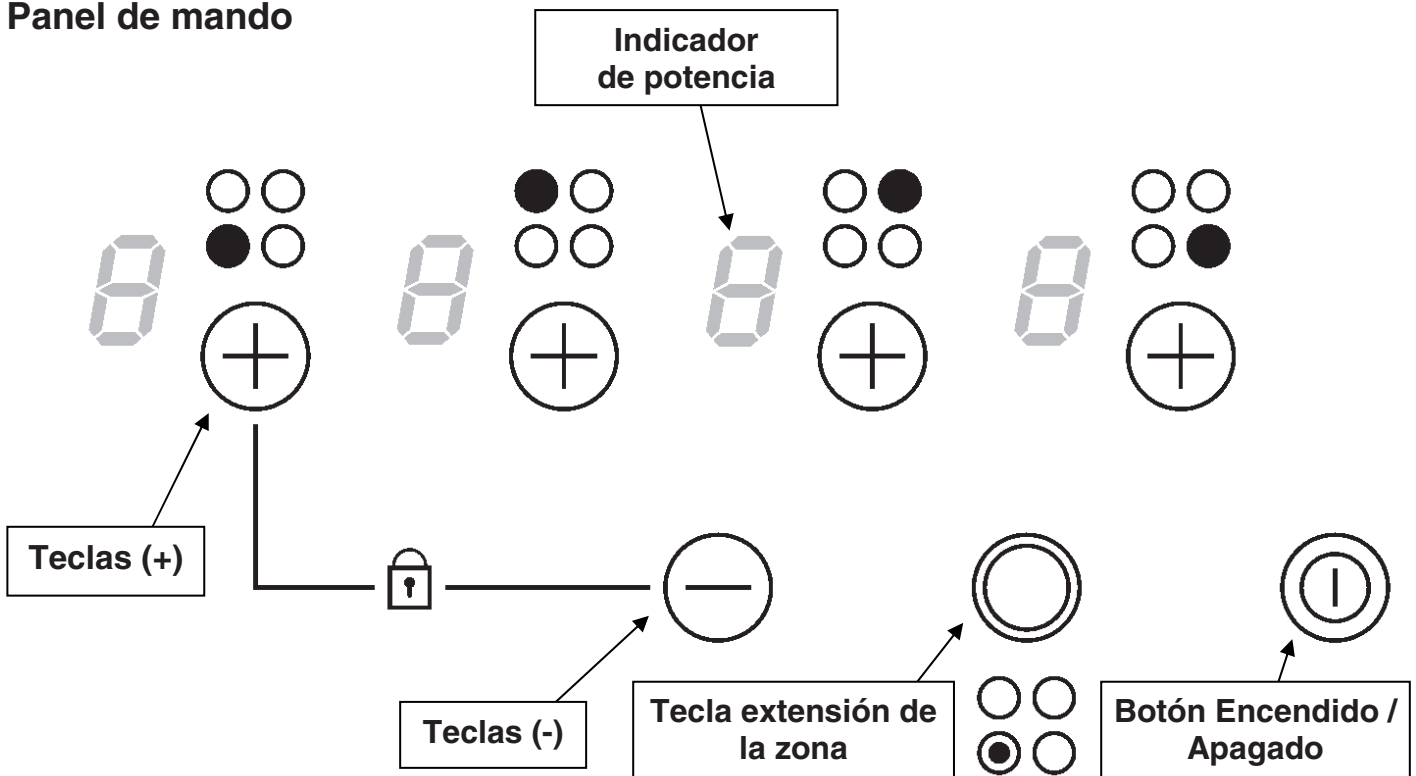 Panel de mando
Indicador
de potencia
Teclas (+)
Teclas (-)
Tecla extensión de
la zona
Botón Encendido /
Apagado